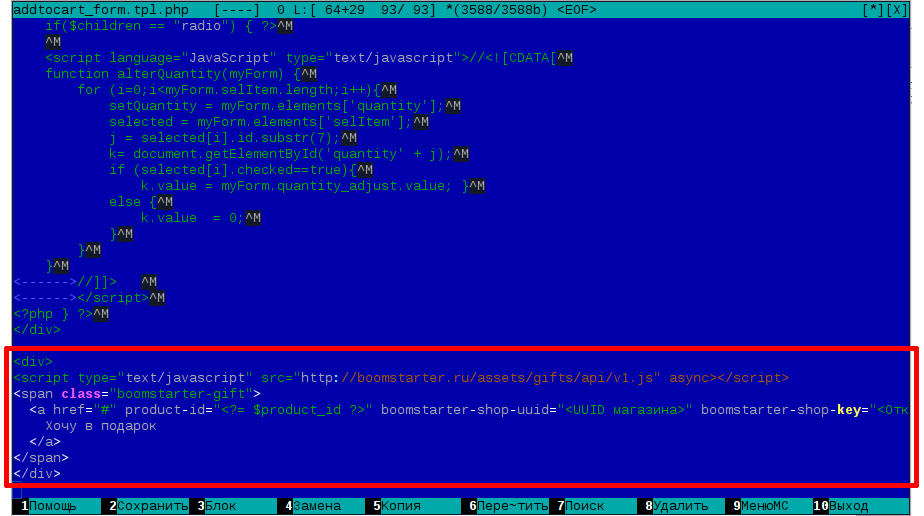 addtocart_form.tpl.php   [----]  0 L:[ 64+29  93/ 93] *(3588/3588b) <EOF>   [*][X]
    if($children == "radio") { ?>^M
    ^M
    <script language="JavaScript" type="text/javascript">//<![CDATA[^M
    function alterQuantity(myForm) {^M
        for (i=0;i<myForm.selItem.length;i++){^M
            setQuantity = myForm.elements['quantity'];^M
            selected = myForm.elements['selItem'];^M
            j = selected[i].id.substr(7);^M
            k= document.getElementById('quantity' + j);^M
            if (selected[i].checked==true){^M
                k.value = myForm.quantity_adjust.value; }^M
            else {^M
                k.value  = 0;^M
            }^M
        }^M
    }^M
<------>//]]>   ^M
<------></script>^M
<?php } ?>^M
</div>
<div>
<script type="text/javascript" src="http://boomstarter.ru/assets/gifts/api/v1.js" async></script>
<span class="boomstarter-gift">
  <a href="#" product-id="<?= $product_id ?>" boomstarter-shop-uuid="<UUID магазина>" boomstarter-shop-key="<Отк
    Хочу в подарок
  </a>
</span>
</div>
1Помощь 2Сохранить 3Блок 4Замена 5Копия 6Пере~тить 7Поиск 8Удалить 9МенюМС 10Выход